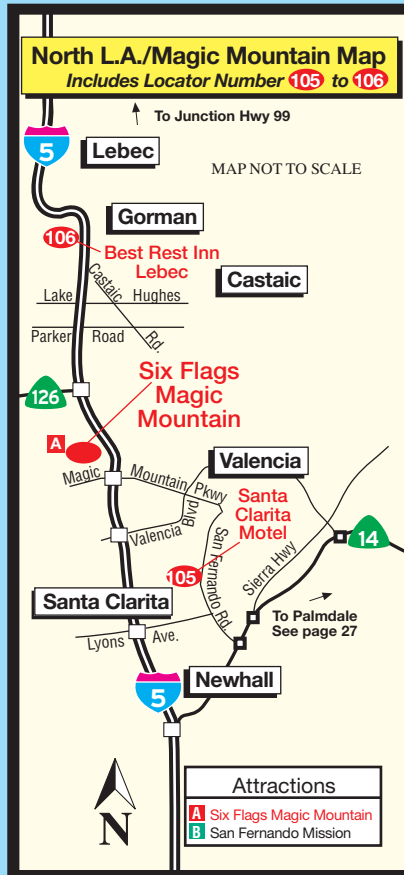 North L.A./Magic Mountain Map
Includes Locator Number 105 to 106
To Junction Hwy 99
5
Lebec
MAP NOT TO SCALE
Gorman
106
Best Rest Inn
Lebec
Castaic
Castaic Rd.
Lake Hughes
Parker Road
126
Six Flags
Magic
Mountain
A
Magic Mountain Pkwy
Valencia
Valencia Blvd
Santa
Clarita
Motel
San Fernando Rd.
105
Sierra Hwy
14
Santa Clarita
To Palmdale
See page 27
Lyons Ave.
Newhall
5
N
Attractions
A Six Flags Magic Mountain
B San Fernando Mission